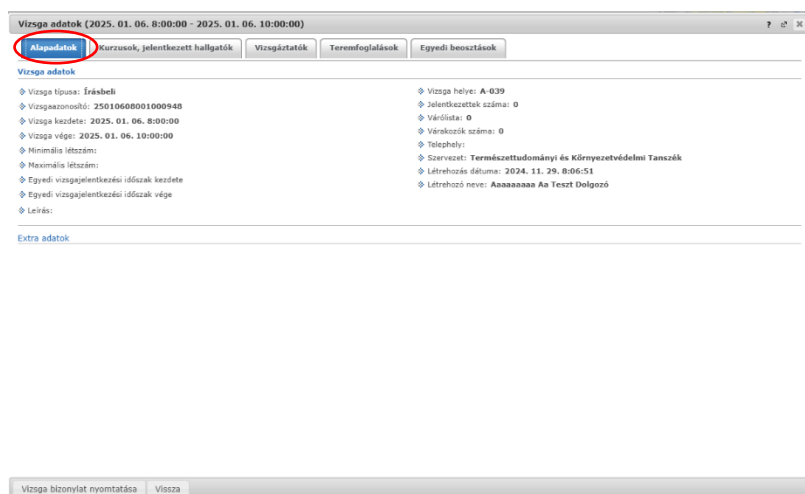 Vizsga adatok (2025. 01. 06. 8:00:00 - 2025. 01. 06. 10:00:00)
Alapadatok
Kurzusok, jelentkezett hallgatók
Vizsgáztatók
Teremfoglalások
Egyedi beosztások
Vizsga adatok
Vizsga típusa: Írásbeli
Vizsgaazonosító: 25010608001000948
Vizsga kezdete: 2025. 01. 06. 8:00:00
Vizsga vége: 2025. 01. 06. 10:00:00
Minimális létszám:
Maximális létszám:
Egyedi vizsgajelentkezési időszak kezdete
Egyedi vizsgajelentkezési időszak vége
Leírás:
Vizsga helye: A-039
Jelentkezettek száma: 0
Várólista: 0
Várakozók száma: 0
Telephely:
Szervezet: Természettudományi és Környezetvédelmi Tanszék
Létrehozás dátuma: 2024. 11. 29. 8:06:51
Létrehozó neve: Aaaaaaaaa Aa Teszt Dolgozó
Extra adatok
Vizsga bizonylat nyomtatása
Vissza